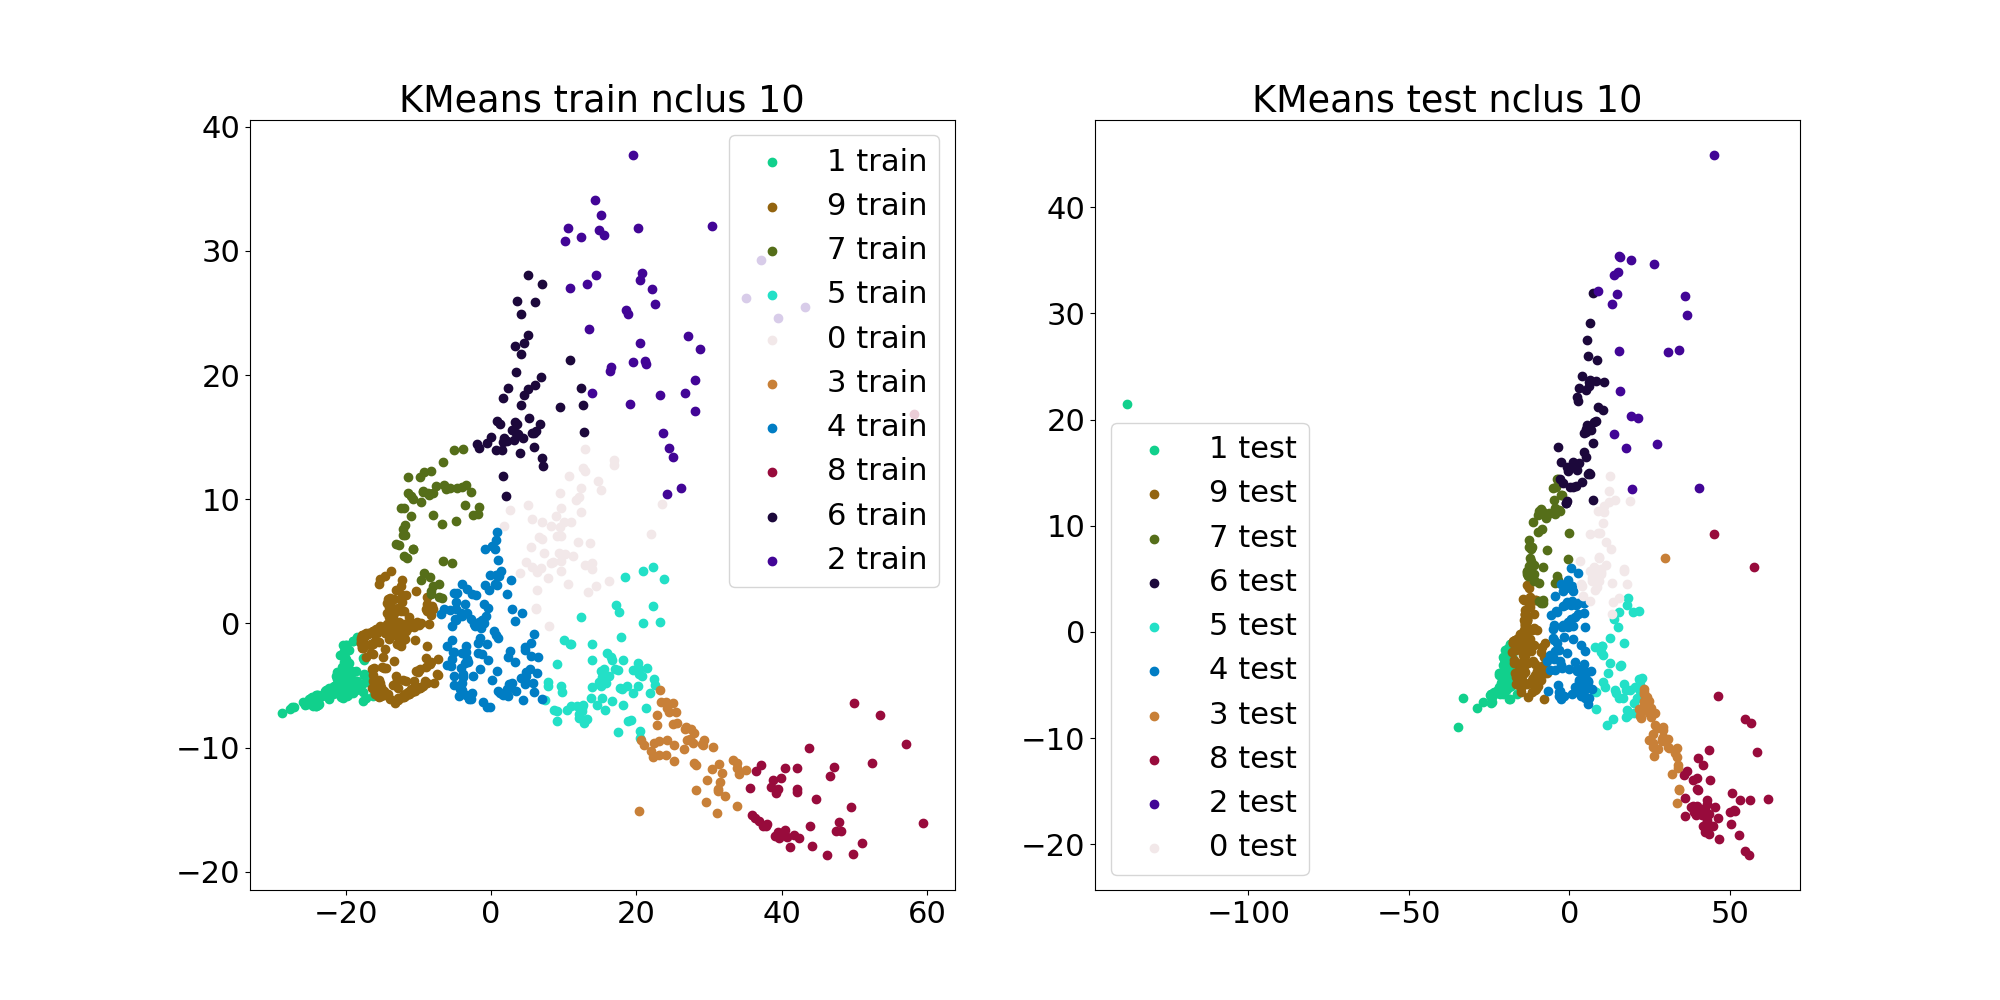 KMeans train nclus 10
40
30
20
10
0
−10
−20
−20 0 20 40 60
1 train
9 train
7 train
5 train
0 train
3 train
4 train
8 train
6 train
2 train
KMeans test nclus 10
40
30
20
10
0
−10
−20
−100 −50 0 50
1 test
9 test
7 test
6 test
5 test
4 test
3 test
8 test
2 test
0 test